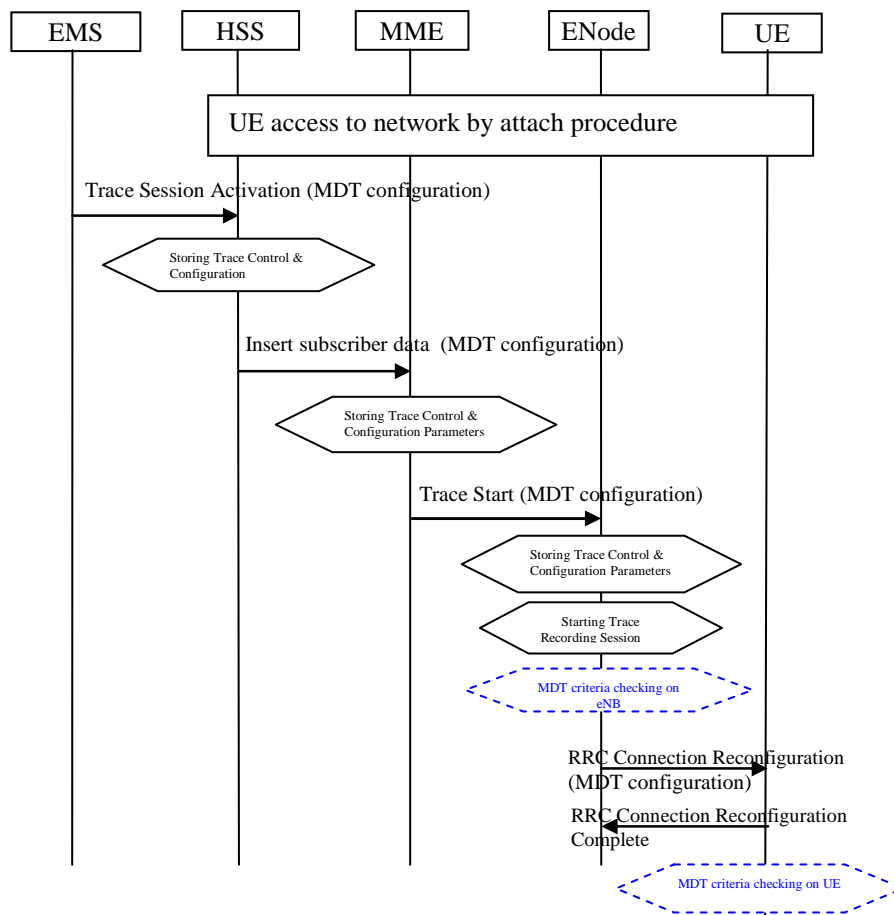 EMS
HSS
MME
ENode
UE
UE access to network by attach procedure
Trace Session Activation (MDT configuration)
Storing Trace Control &
Configuration
Insert subscriber data (MDT configuration)
Storing Trace Control &
Configuration Parameters
Trace Start (MDT configuration)
Storing Trace Control &
Configuration Parameters
Starting Trace
Recording Session
MDT criteria checking on
eNB
RRC Connection Reconfiguration
(MDT configuration)
RRC Connection Reconfiguration
Complete
MDT criteria checking on UE